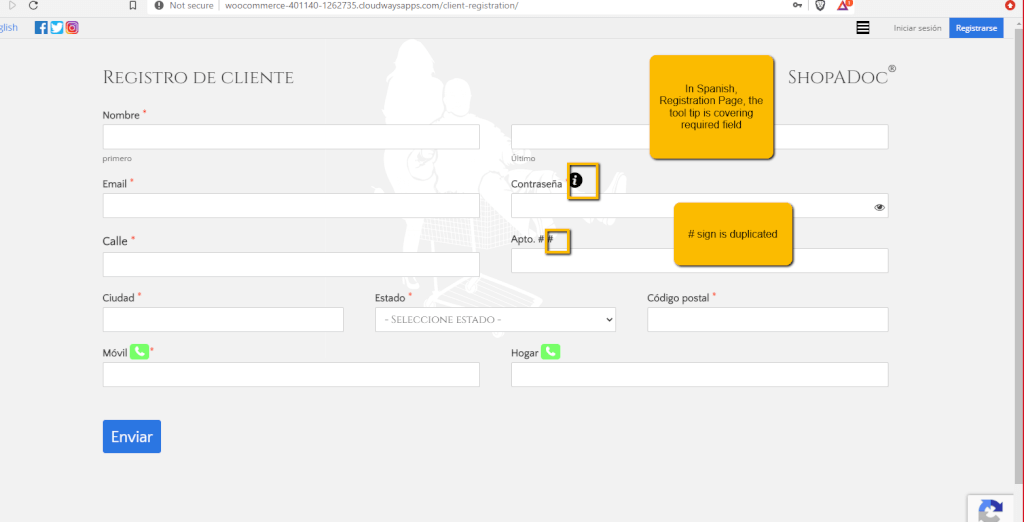 Not secure woocommerce-401140-1262735.cloudwaysapps.com/client-registration/
glish
Iniciar sesión
Registrarse
Registro de cliente
ShopADoc®
In Spanish,
Registration Page, the
tool tip is covering
required field
Nombre *
primero
Último
Email *
Contraseña
# sign is duplicated
Calle *
Apto. # #
Ciudad *
Estado *
Código postal *
- Seleccione estado -
Móvil *
Hogar
Enviar